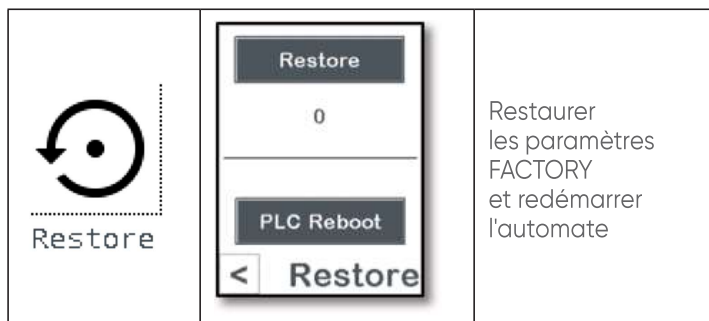 Restore
Restore
0
PLC Reboot
< Restore
Restaurer
les paramètres
FACTORY
et redémarrer
l'automate